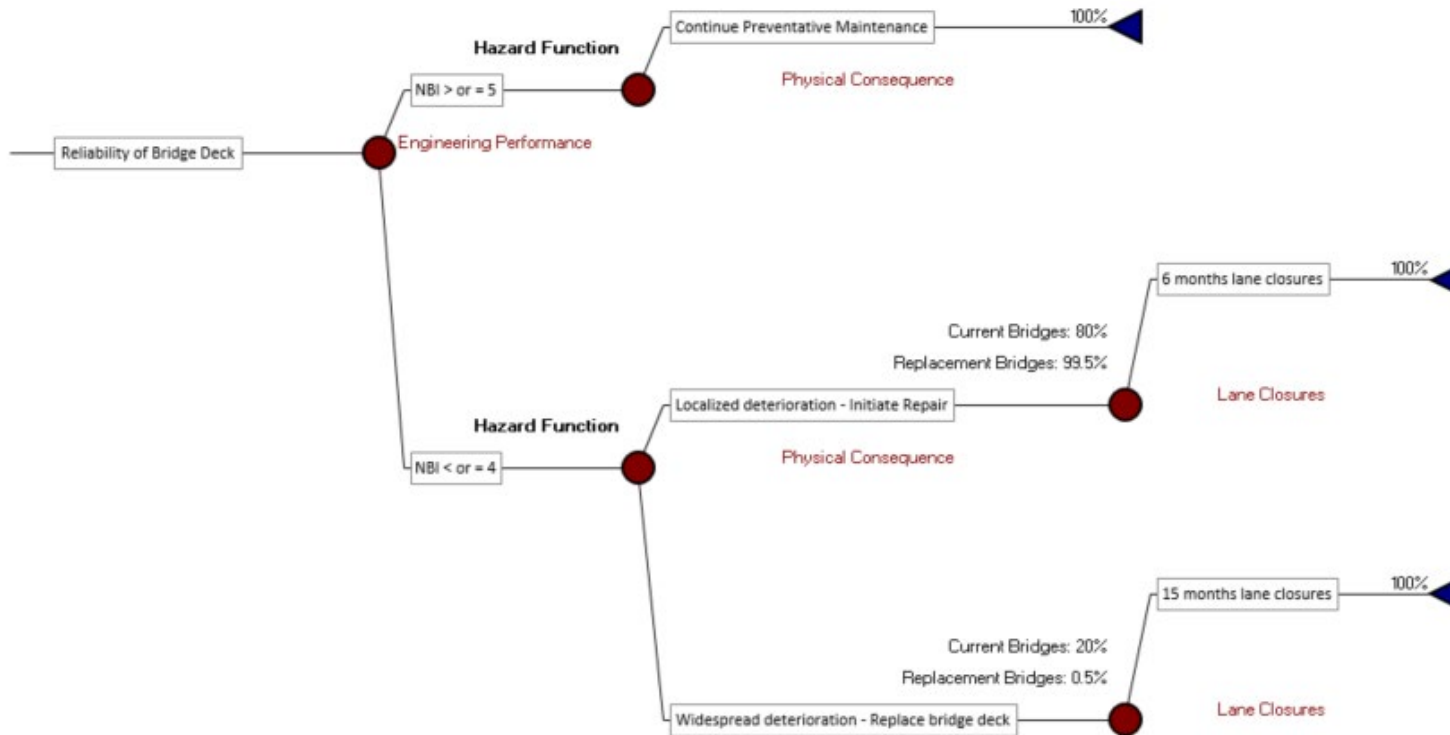 Continue Preventative Maintenance
100%
Hazard Function
Physical Consequence
NBI > or = 5
Engineering Performance
Reliability of Bridge Deck
6 months lane closures
100%
Current Bridges: 80%
Replacement Bridges: 99.5%
Lane Closures
Localized deterioration - Initiate Repair
Hazard Function
Physical Consequence
NBI < or = 4
15 months lane closures
100%
Current Bridges: 20%
Replacement Bridges: 0.5%
Lane Closures
Widespread deterioration - Replace bridge deck